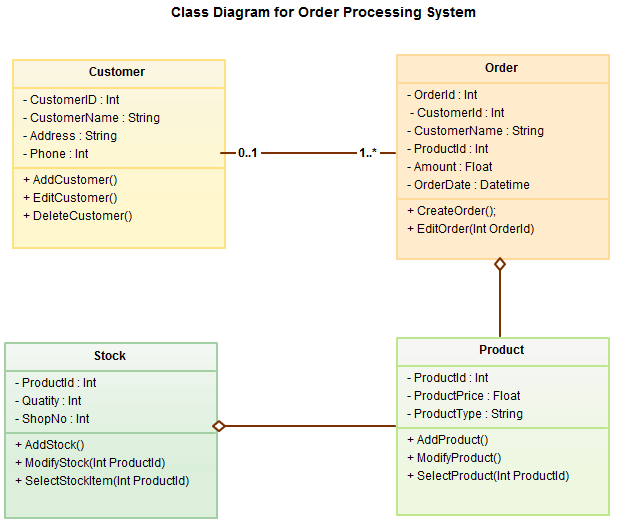 Class Diagram for Order Processing System
Customer
- CustomerID : Int
- CustomerName : String
- Address : String
- Phone : Int
+ AddCustomer()
+ EditCustomer()
+ DeleteCustomer()
0..1
1..*
Order
- OrderId : Int
- CustomerId : Int
- CustomerName : String
- ProductId : Int
- Amount : Float
- OrderDate : Datetime
+ CreateOrder();
+ EditOrder(Int OrderId)
Stock
- ProductId : Int
- Quatity : Int
- ShopNo : Int
+ AddStock()
+ ModifyStock(Int ProductId)
+ SelectStockItem(Int ProductId)
Product
- ProductId : Int
- ProductPrice : Float
- ProductType : String
+ AddProduct()
+ ModifyProduct()
+ SelectProduct(Int ProductId)